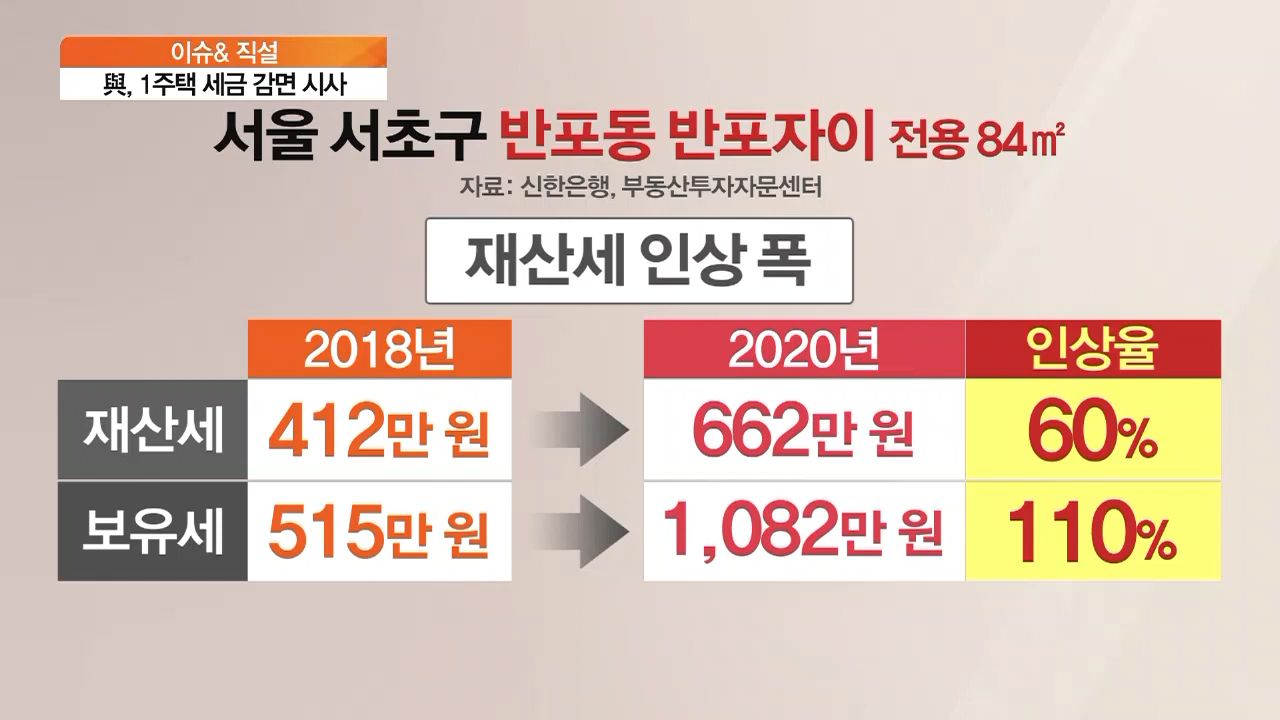 이슈& 직설
與, 1주택 세금 감면 시사
서울 서초구 반포동 반포자이 전용 84㎡
자료: 신한은행, 부동산투자자문센터
재산세 인상 폭
2018년 2020년 인상율
재산세 412만 원 662만 원 60%
보유세 515만 원 1,082만 원 110%